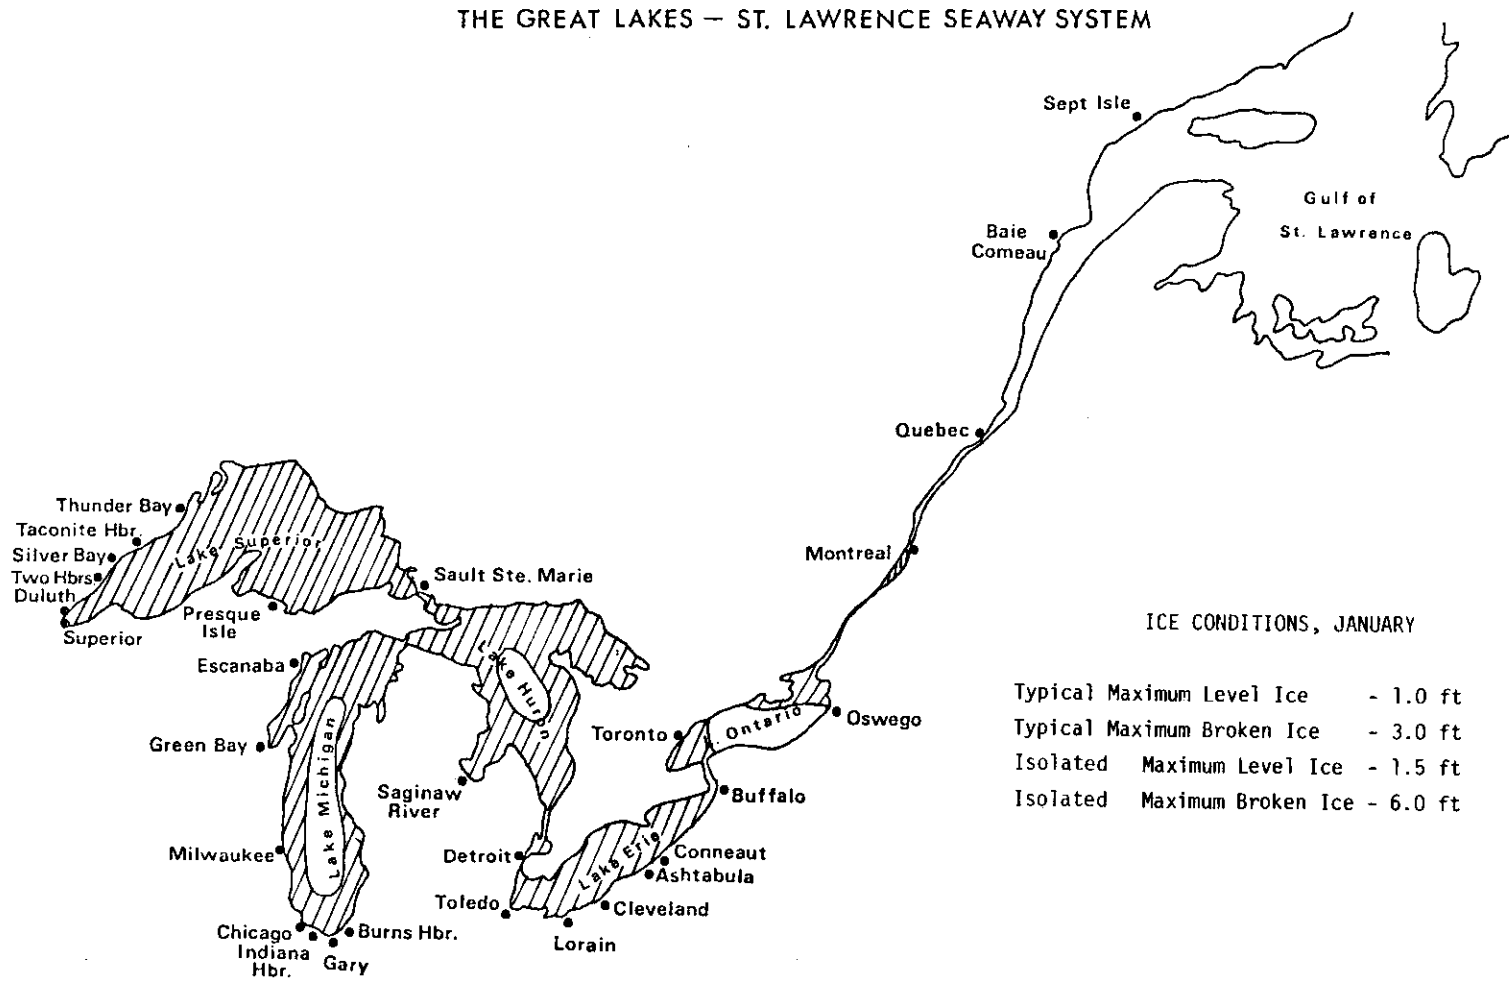 THE GREAT LAKES — ST. LAWRENCE SEAWAY SYSTEM
Sept Isle
Gulf of
St. Lawrence
Baie
Comeau
Quebec
Montreal
Thunder Bay
Taconite Hbr.
Silver Bay
Two Hbrs
Duluth
Superior
Lake Superior
Presque
Isle
Sault Ste. Marie
Escanaba
Green Bay
Lake Michigan
Milwaukee
Chicago
Indiana
Hbr.
Gary
Burns Hbr.
Lake Huron
Saginaw
River
Detroit
Toledo
Lorain
Cleveland
Ashtabula
Conneaut
Lake Erie
Buffalo
Toronto
L. Ontario
Oswego
ICE CONDITIONS, JANUARY
Typical Maximum Level Ice - 1.0 ft
Typical Maximum Broken Ice - 3.0 ft
Isolated Maximum Level Ice - 1.5 ft
Isolated Maximum Broken Ice - 6.0 ft